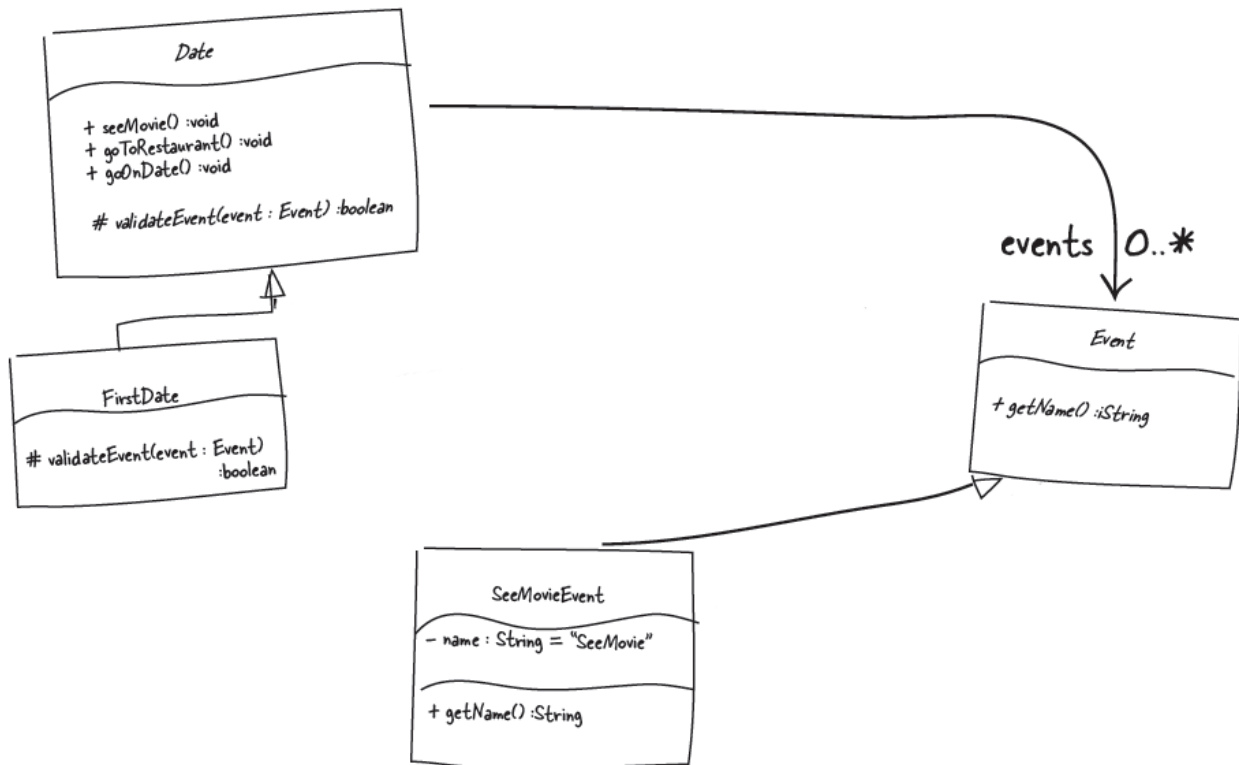 Date
+ seeMovie() :void
+ goToRestaurant() :void
+ goOnDate() :void
# validateEvent(event : Event) :boolean
events 0..*
Event
+ getName() :iString
FirstDate
# validateEvent(event : Event)
:boolean
SeeMovieEvent
- name : String = "SeeMovie"
+ getName() :String